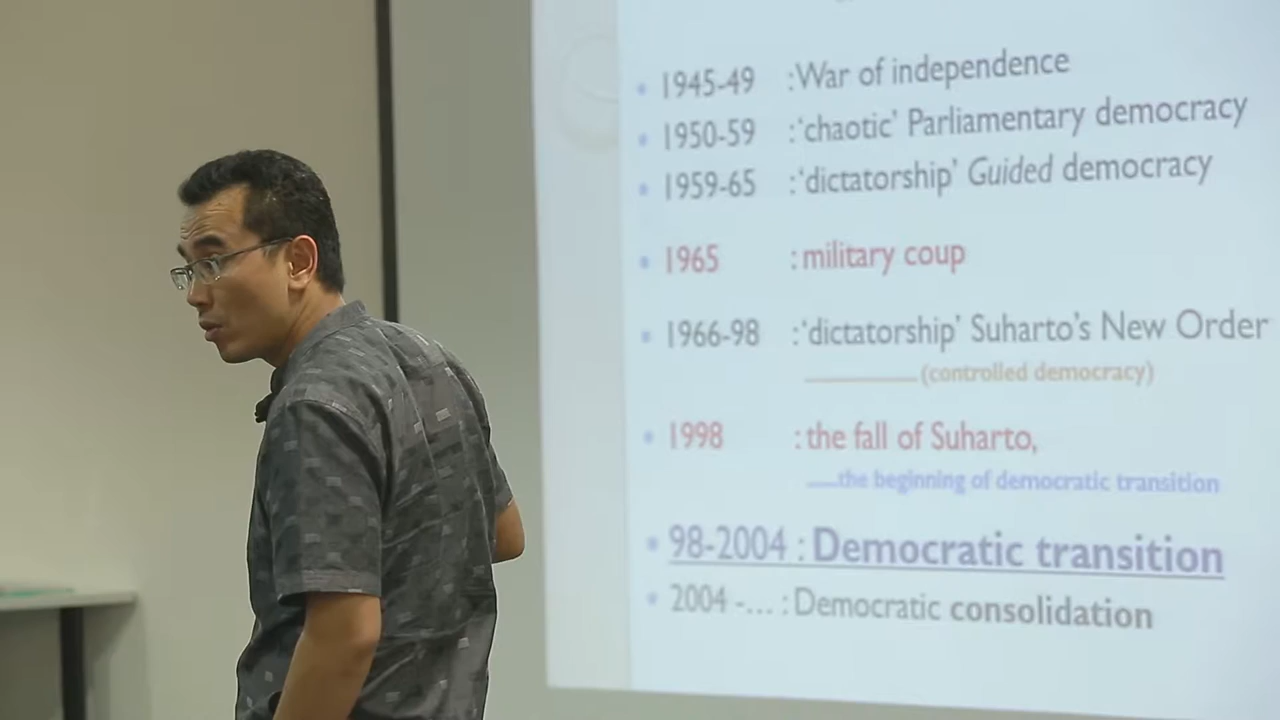 • 1945-49 :War of independence
• 1950-59 :‘chaotic’ Parliamentary democracy
• 1959-65 :‘dictatorship’ Guided democracy
• 1965 : military coup
• 1966-98 :‘dictatorship’ Suharto’s New Order
(controlled democracy)
• 1998 : the fall of Suharto,
the beginning of democratic transition
• 98-2004 : Democratic transition
• 2004 -... : Democratic consolidation